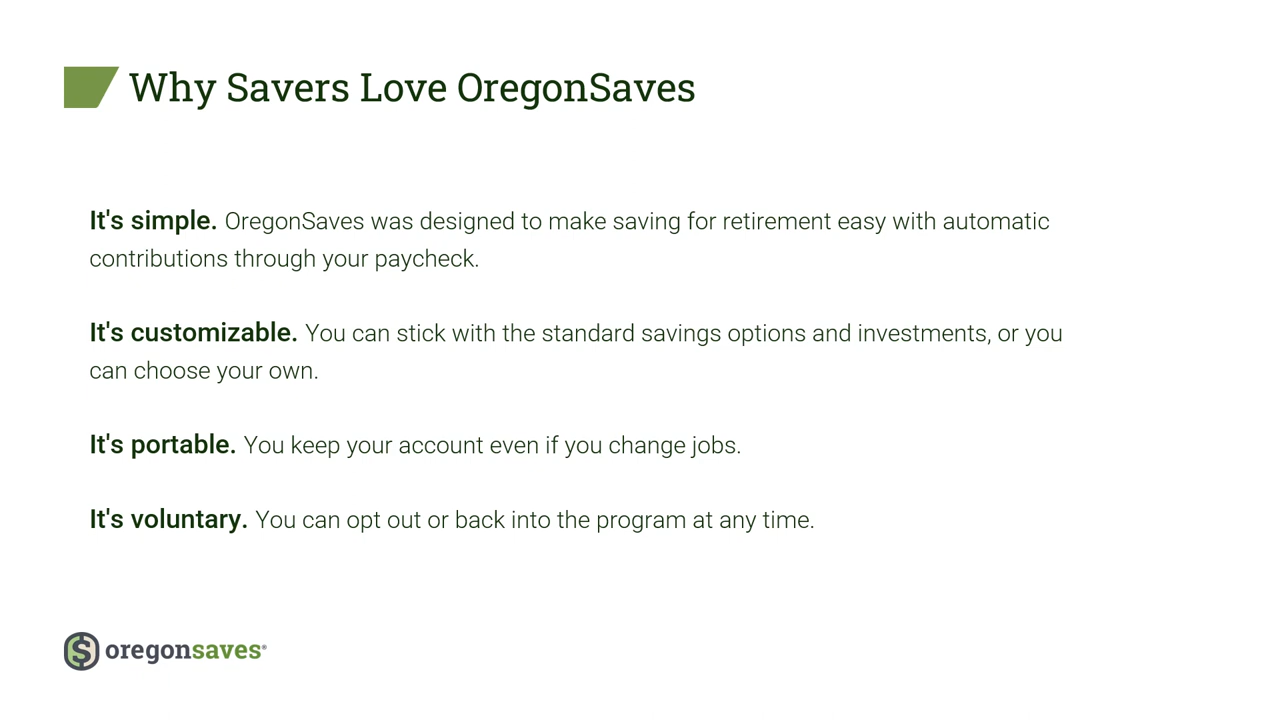 Why Savers Love OregonSaves
It's simple. OregonSaves was designed to make saving for retirement easy with automatic
contributions through your paycheck.
It's customizable. You can stick with the standard savings options and investments, or you
can choose your own.
It's portable. You keep your account even if you change jobs.
It's voluntary. You can opt out or back into the program at any time.
$ oregonsaves®